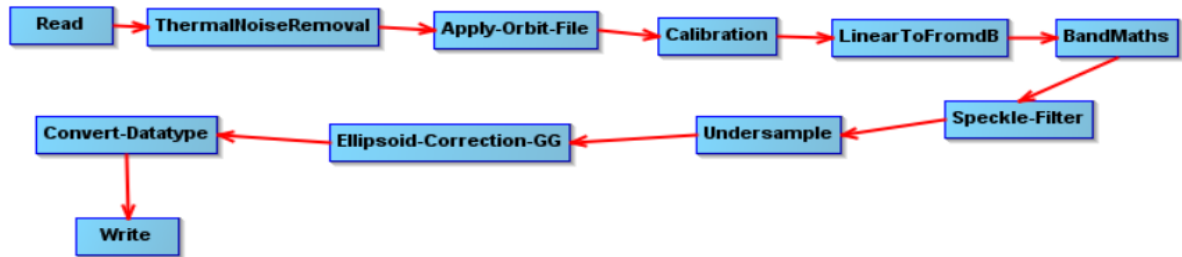 Read
ThermalNoiseRemoval
Apply-Orbit-File
Calibration
LinearToFromdB
BandMaths
Speckle-Filter
Undersample
Ellipsoid-Correction-GG
Convert-Datatype
Write